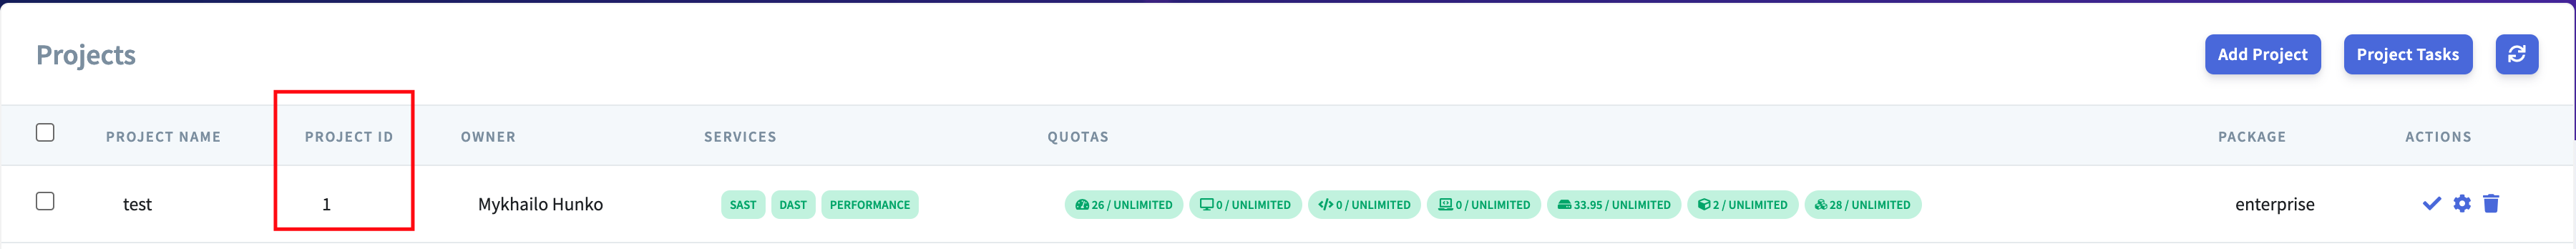 Projects
Add Project
Project Tasks
PROJECT NAME PROJECT ID OWNER SERVICES QUOTAS PACKAGE ACTIONS
test 1 Mykhailo Hunko SAST DAST PERFORMANCE 26 / UNLIMITED 0 / UNLIMITED 0 / UNLIMITED 0 / UNLIMITED 33.95 / UNLIMITED 2 / UNLIMITED 28 / UNLIMITED enterprise